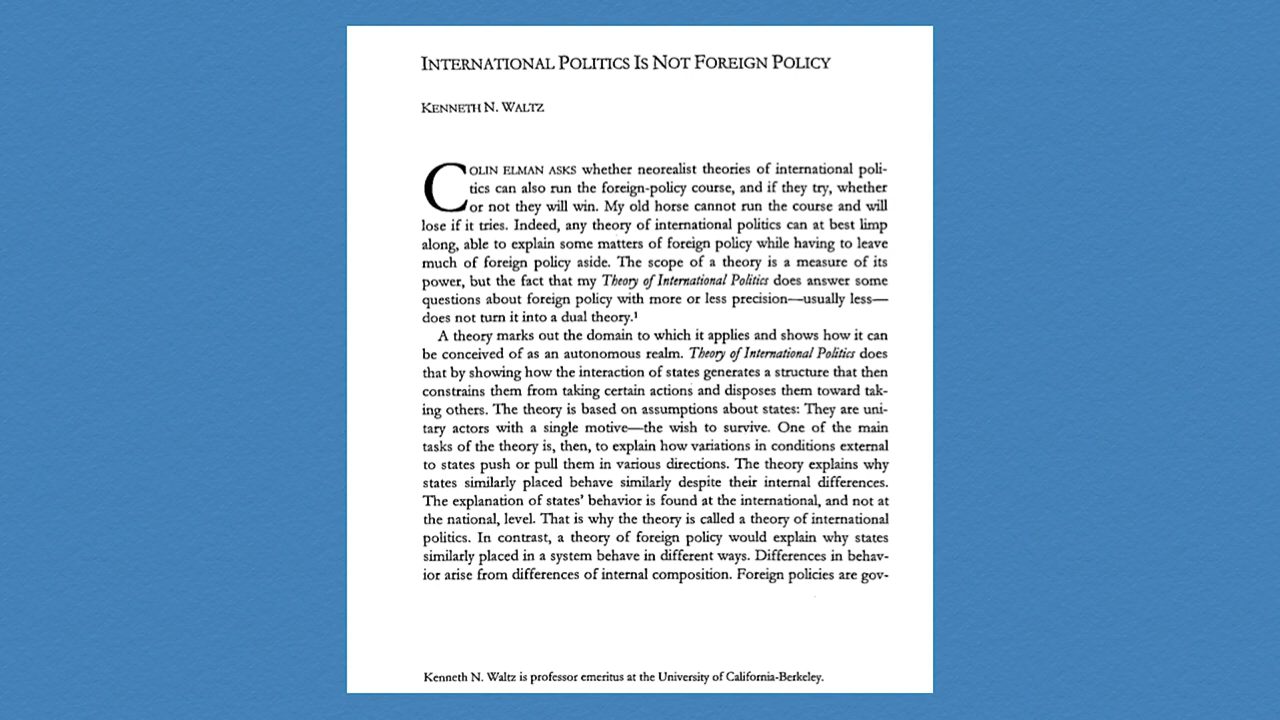 INTERNATIONAL POLITICS IS NOT FOREIGN POLICY
KENNETH N. WALTZ
COLIN ELMAN ASKS whether neorealist theories of international poli-
tics can also run the foreign-policy course, and if they try, whether
or not they will win. My old horse cannot run the course and will
lose if it tries. Indeed, any theory of international politics can at best limp
along, able to explain some matters of foreign policy while having to leave
much of foreign policy aside. The scope of a theory is a measure of its
power, but the fact that my Theory of International Politics does answer some
questions about foreign policy with more or less precision—usually less—
does not turn it into a dual theory.¹
A theory marks out the domain to which it applies and shows how it can
be conceived of as an autonomous realm. Theory of International Politics does
that by showing how the interaction of states generates a structure that then
constrains them from taking certain actions and disposes them toward tak-
ing others. The theory is based on assumptions about states: They are uni-
tary actors with a single motive—the wish to survive. One of the main
tasks of the theory is, then, to explain how variations in conditions external
to states push or pull them in various directions. The theory explains why
states similarly placed behave similarly despite their internal differences.
The explanation of states' behavior is found at the international, and not at
the national, level. That is why the theory is called a theory of international
politics. In contrast, a theory of foreign policy would explain why states
similarly placed in a system behave in different ways. Differences in behav-
ior arise from differences of internal composition. Foreign policies are gov-
Kenneth N. Waltz is professor emeritus at the University of California-Berkeley.